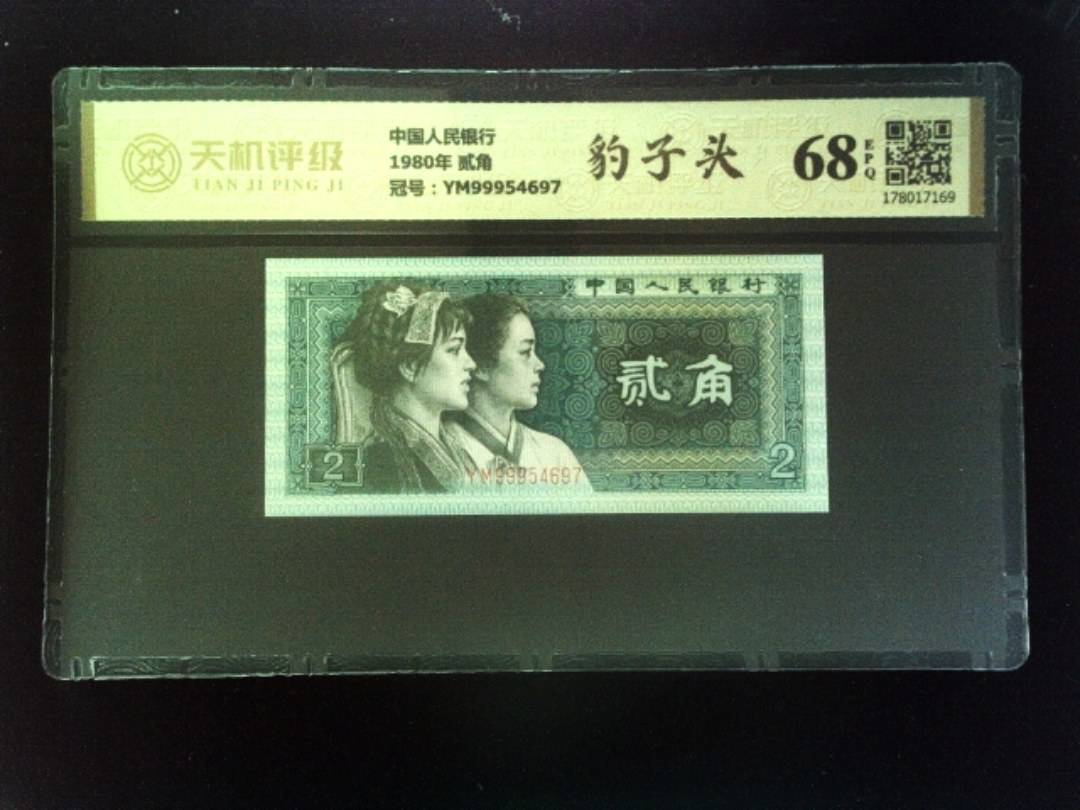 天机评级
TIAN JI PING JI
中国人民银行
1980年 贰角
冠号：YM99954697
豹子头
68
EPQ
178017169
中国人民银行
贰角
2
YM99954697
2